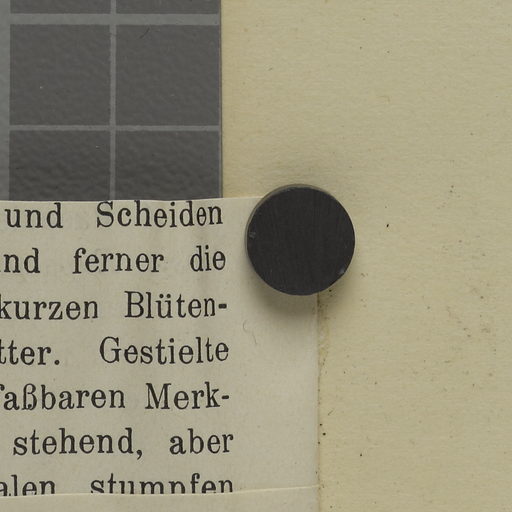 und Scheiden
nd ferner die
kurzen Blüten-
tter. Gestielte
faßbaren Merk-
stehend, aber
alen stumpfen